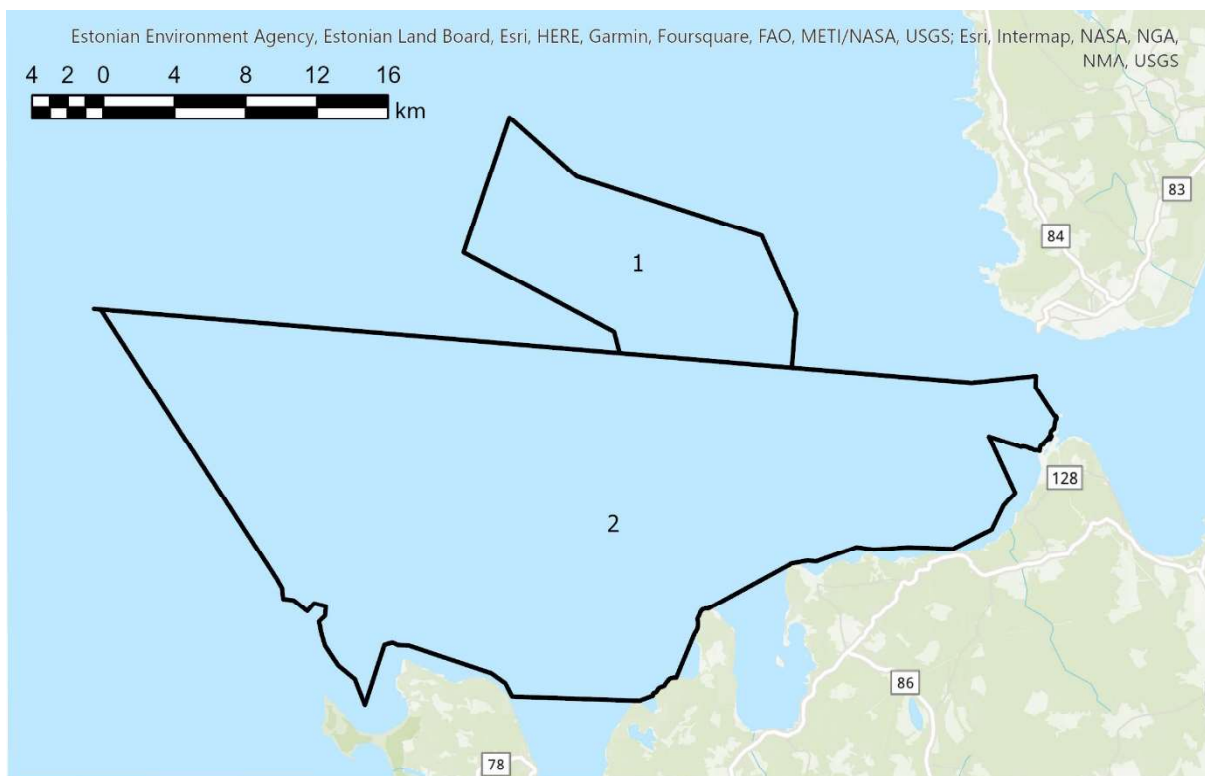 Estonian Environment Agency, Estonian Land Board, Esri, HERE, Garmin, Foursquare, FAO, METI/NASA, USGS; Esri, Intermap, NASA, NGA,
NMA, USGS
4 2 0 4 8 12 16
km
83
84
1
128
2
86
78